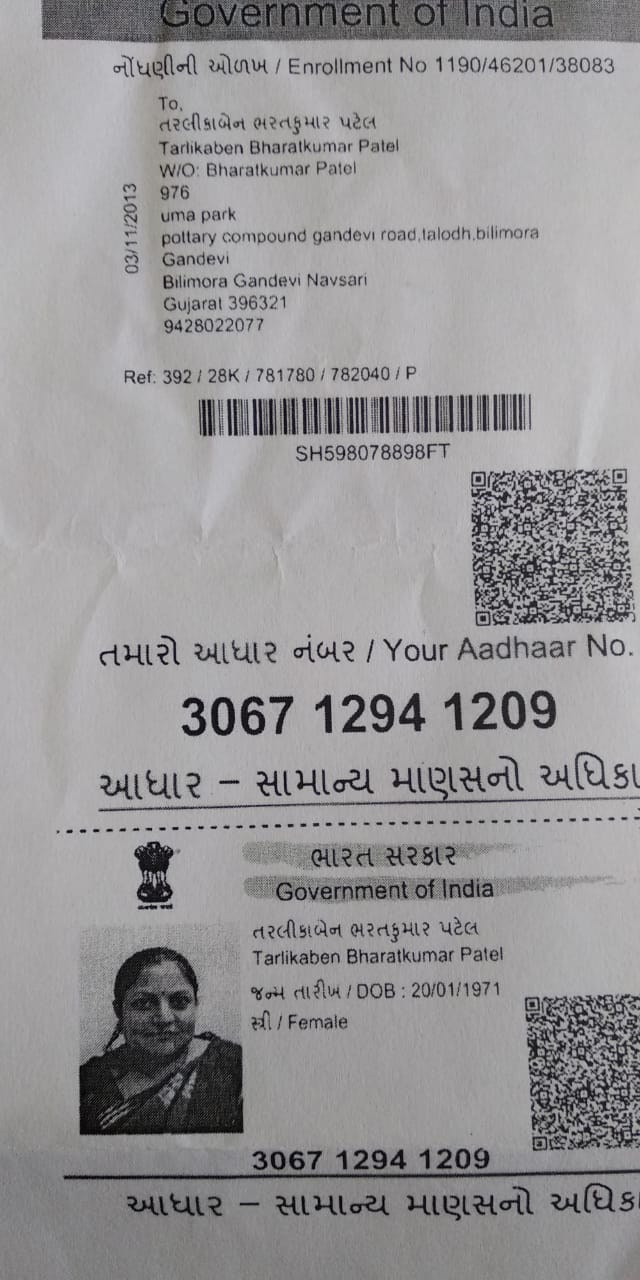 Government of India
નોંધણીની ઓળખ / Enrollment No 1190/46201/38083
To,
તરલીકાબેન ભરતકુમાર પટેલ
Tarlikaben Bharatkumar Patel
W/O: Bharatkumar Patel
976
uma park
pottary compound gandevi road,talodh,bilimora
Gandevi
Bilimora Gandevi Navsari
Gujarat 396321
9428022077
03/11/2013
Ref: 392 / 28K / 781780 / 782040 / P
SH598078898FT
તમારો આધાર નંબર / Your Aadhaar No.
3067 1294 1209
આધાર – સામાન્ય માણસનો અધિકા
ભારત સરકાર
Government of India
તરલીકાબેન ભરતકુમાર પટેલ
Tarlikaben Bharatkumar Patel
જન્મ તારીખ / DOB : 20/01/1971
સ્ત્રી / Female
3067 1294 1209
આધાર – સામાન્ય માણસનો અધિક